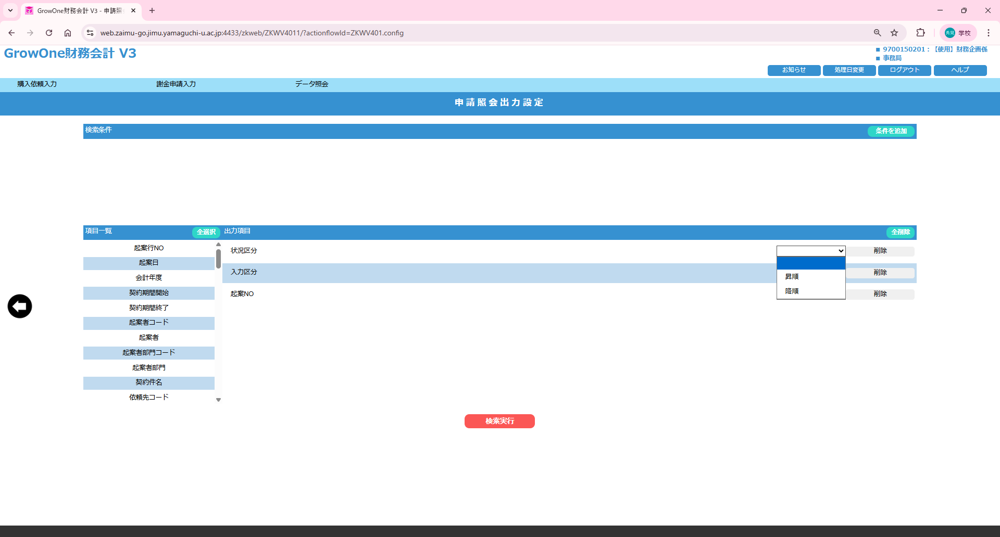 GrowOne財務会計 V3 - 申請照
web.zaimu-go.jimu.yamaguchi-u.ac.jp:4433/zkweb/ZKWV4011/?actionflowId=ZKWV401.config
秀晃 学校
GrowOne財務会計 V3
■ 9700150201：【使用】財務企画係
■ 事務局
お知らせ 処理日変更 ログアウト ヘルプ
購入依頼入力 謝金申請入力 データ照会
申請照会出力設定
検索条件 条件を追加
項目一覧 全選択 出力項目 全削除
起案行NO
起案日
会計年度
契約期間開始
契約期間終了
起案者コード
起案者
起案者部門コード
起案者部門
契約件名
依頼先コード
状況区分 削除
入力区分 削除
起案NO 削除
昇順
降順
検索実行